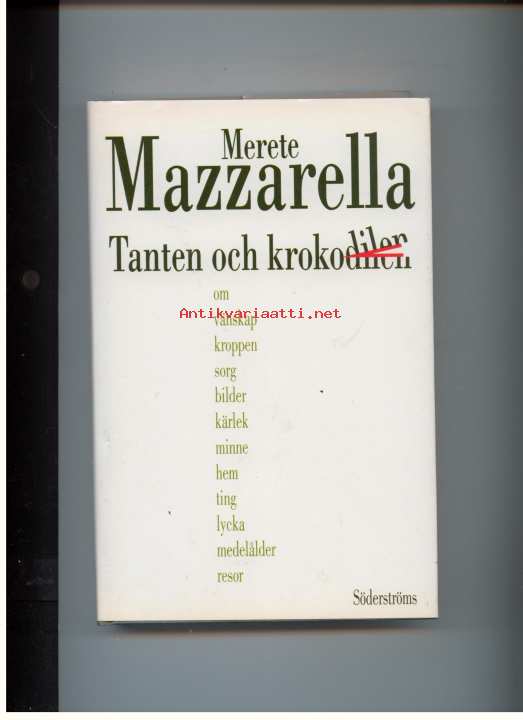 Merete
Mazzarella
Tanten och krokodilen
om
Antikvariaatti.net
vänskap
kroppen
sorg
bilder
kärlek
minne
hem
ting
lycka
medelålder
resor
Söderströms